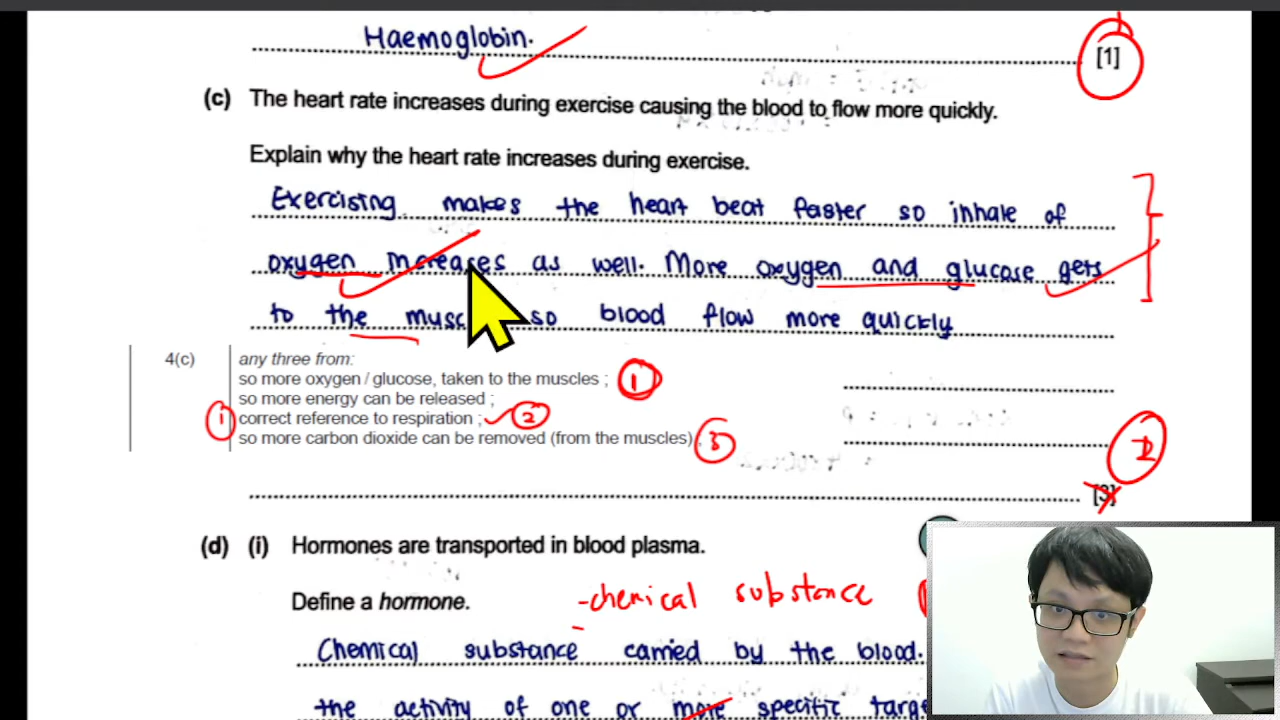 Haemoglobin.
[1]
(c) The heart rate increases during exercise causing the blood to flow more quickly.
Explain why the heart rate increases during exercise.
Exercising makes the heart beat faster so inhale of
oxygen increases as well. More oxygen and glucose gets
to the so blood flow more quickly
4(c) any three from:
so more oxygen / glucose, taken to the muscles ; 1
so more energy can be released ;
1 correct reference to respiration ; 2
so more carbon dioxide can be removed (from the muscles) 3
[3]
(d) (i) Hormones are transported in blood plasma.
Define a hormone. -chemical substance
Chemical substance carried by the blood.
the activity of one or more specific